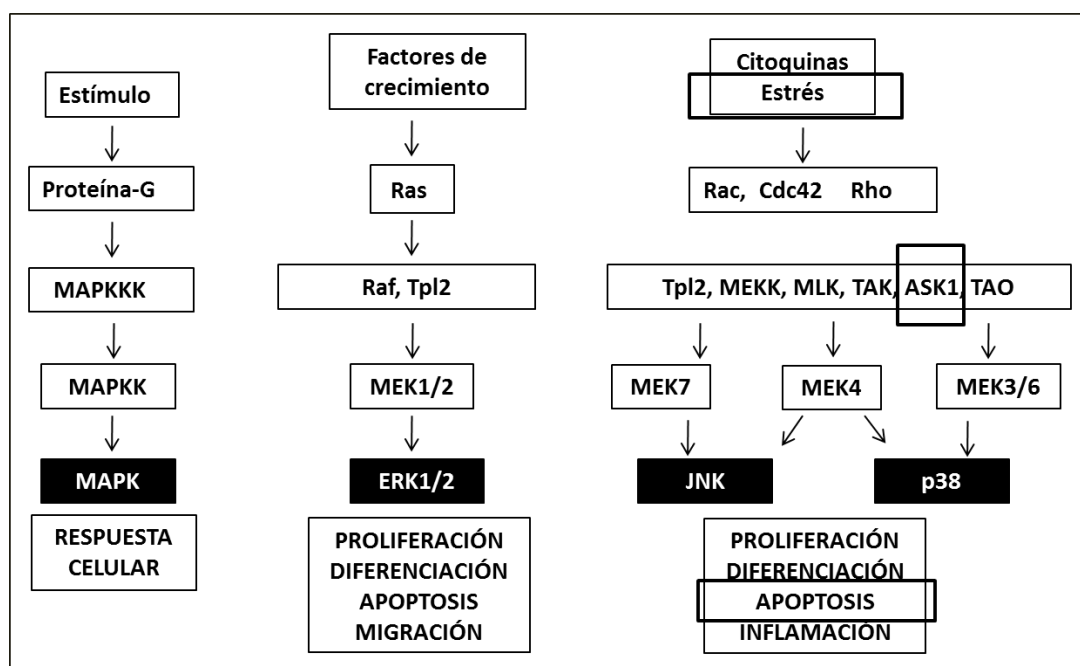 Estímulo
Proteína-G
MAPKKK
MAPKK
MAPK
RESPUESTA
CELULAR
Factores de
crecimiento
Ras
Raf, Tpl2
MEK1/2
ERK1/2
PROLIFERACIÓN
DIFERENCIACIÓN
APOPTOSIS
MIGRACIÓN
Citoquinas
Estrés
Rac, Cdc42 Rho
Tpl2, MEKK, MLK, TAK, ASK1, TAO
MEK7 MEK4 MEK3/6
JNK p38
PROLIFERACIÓN
DIFERENCIACIÓN
APOPTOSIS
INFLAMACIÓN